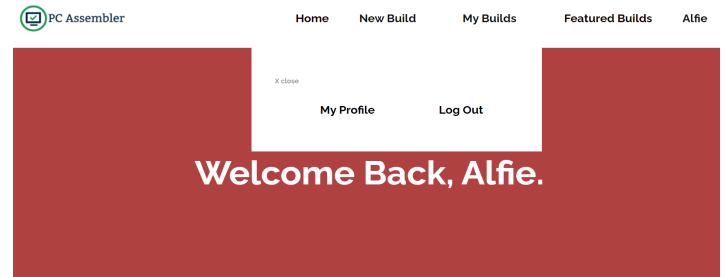 PC Assembler Home New Build My Builds Featured Builds Alfie
X close
My Profile Log Out
Welcome Back, Alfie.